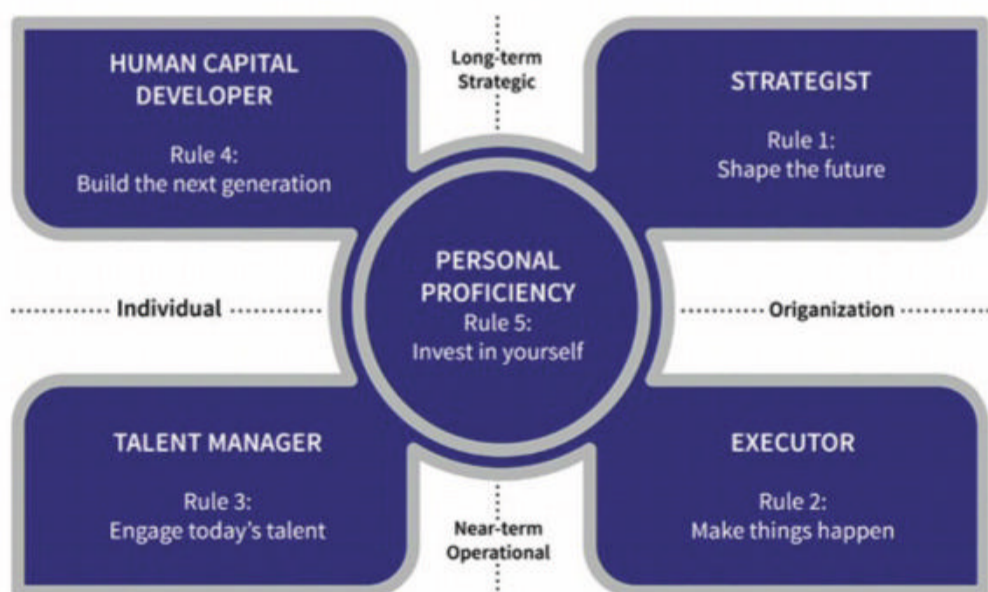 HUMAN CAPITAL
DEVELOPER
Rule 4:
Build the next generation
Long-term
Strategic
STRATEGIST
Rule 1:
Shape the future
Individual
PERSONAL
PROFICIENCY
Rule 5:
Invest in yourself
Origanization
TALENT MANAGER
Rule 3:
Engage today's talent
Near-term
Operational
EXECUTOR
Rule 2:
Make things happen